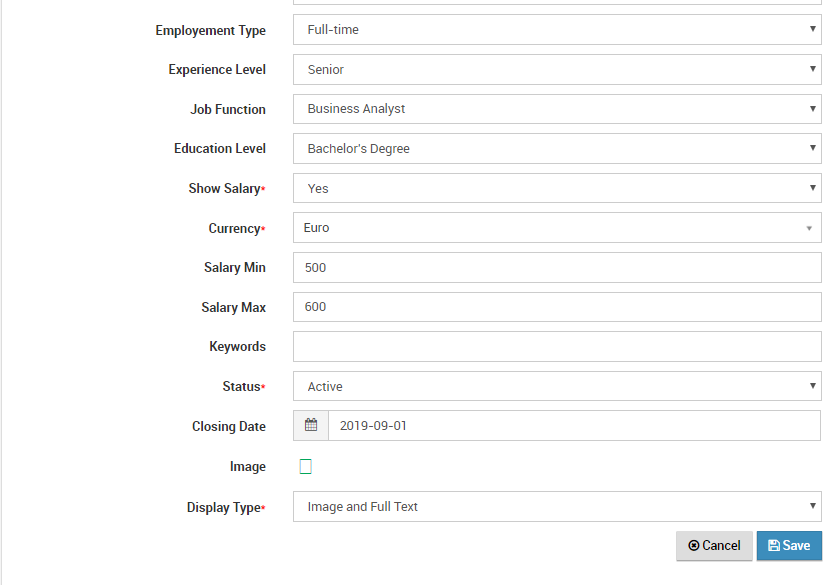 Employement Type Full-time
Experience Level Senior
Job Function Business Analyst
Education Level Bachelor's Degree
Show Salary* Yes
Currency* Euro
Salary Min 500
Salary Max 600
Keywords
Status* Active
Closing Date 2019-09-01
Image
Display Type* Image and Full Text
Cancel Save